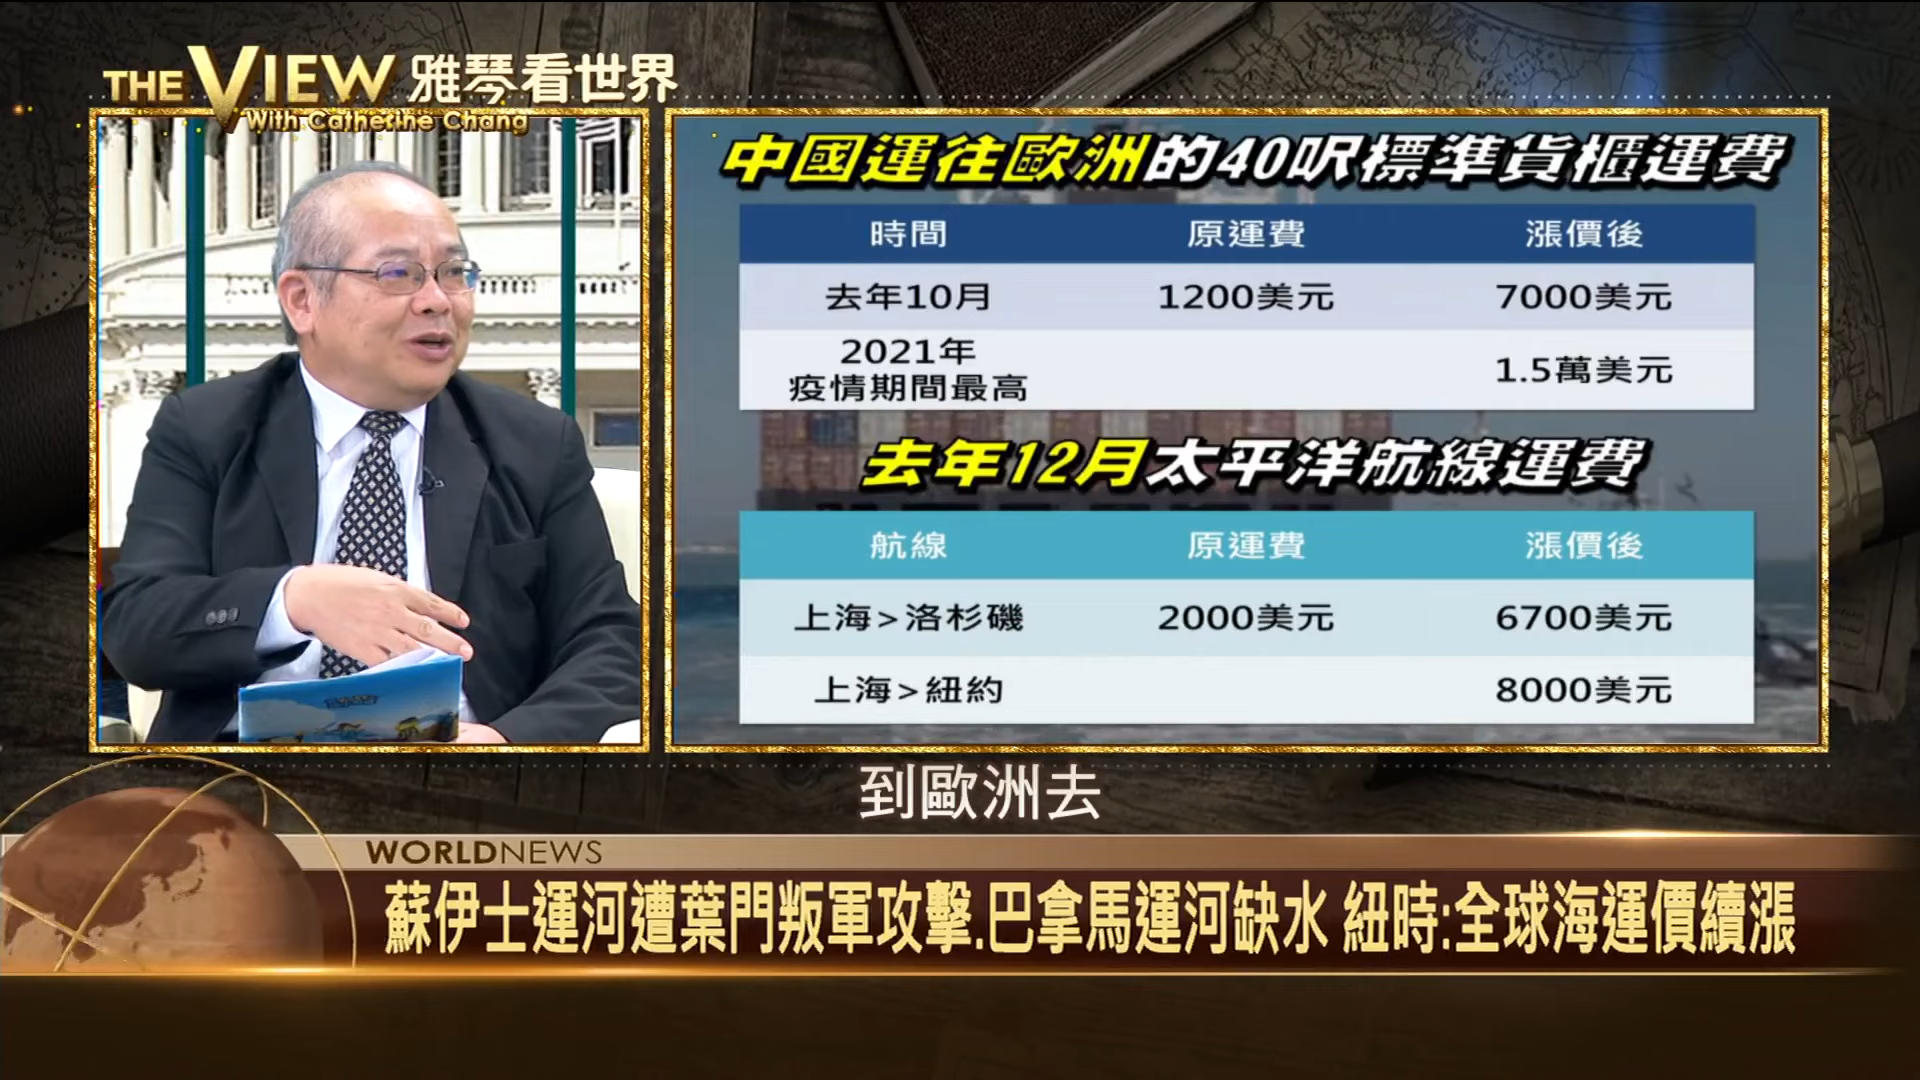 THE VIEW 雅琴看世界
With Catherine Chang
中國運往歐洲的40呎標準貨櫃運費
時間 原運費 漲價後
去年10月 1200美元 7000美元
2021年
疫情期間最高 1.5萬美元
去年12月太平洋航線運費
航線 原運費 漲價後
上海>洛杉磯 2000美元 6700美元
上海>紐約 8000美元
到歐洲去
WORLDNEWS
蘇伊士運河遭葉門叛軍攻擊.巴拿馬運河缺水 紐時:全球海運價續漲